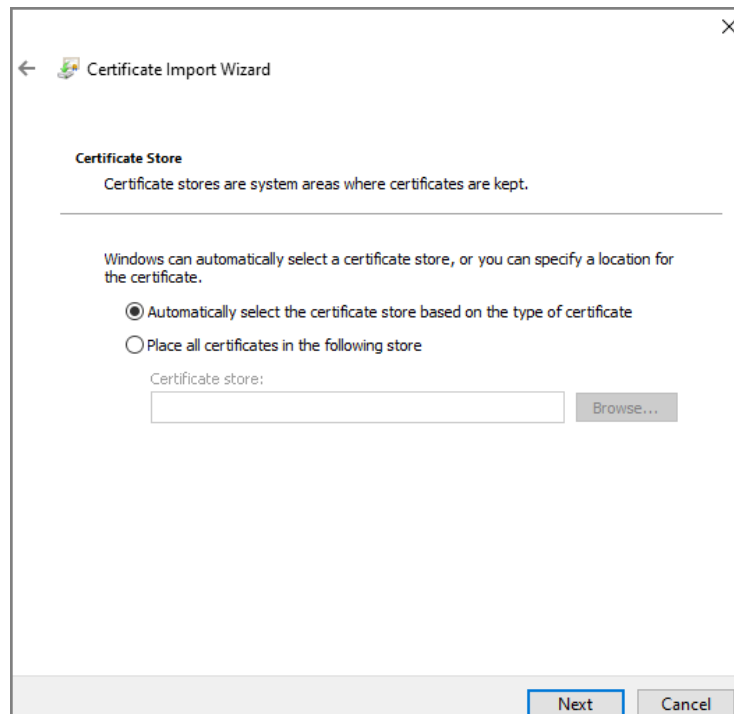 Certificate Import Wizard
Certificate Store
Certificate stores are system areas where certificates are kept.
Windows can automatically select a certificate store, or you can specify a location for
the certificate.
Automatically select the certificate store based on the type of certificate
Place all certificates in the following store
Certificate store:
Browse...
Next
Cancel